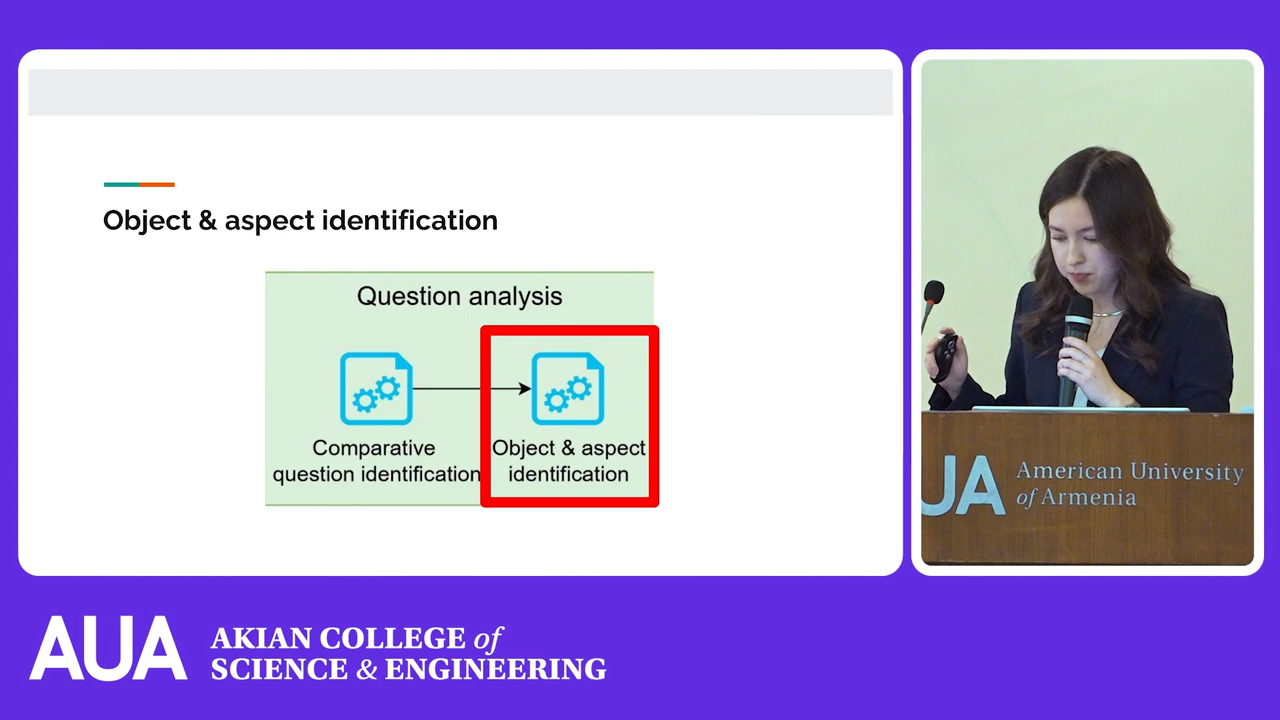 Object & aspect identification
Question analysis
Comparative
question identification
Object & aspect
identification
UA American University
of Armenia
AUA AKIAN COLLEGE of
SCIENCE & ENGINEERING